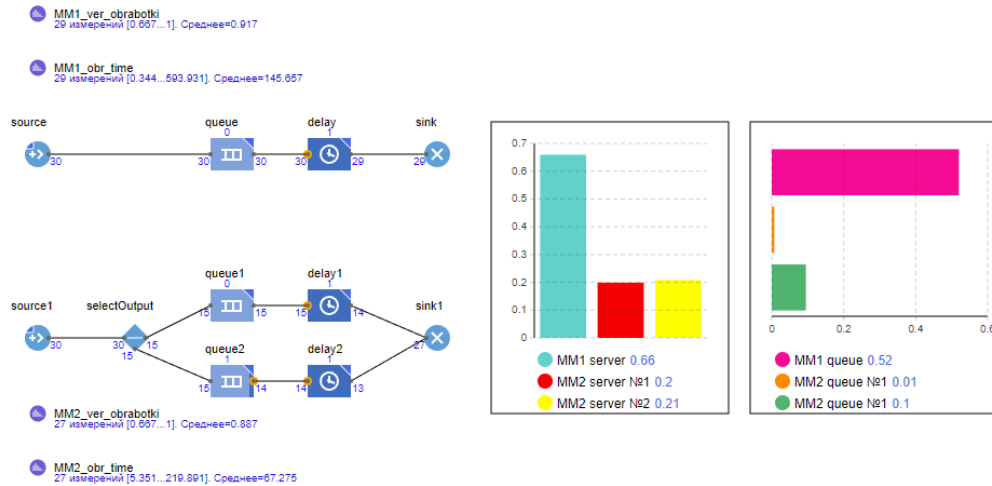 MM1_ver_obrabotki
29 измерений [0.667...1]. Среднее=0.917
MM1_obr_time
29 измерений [0.344...593.931]. Среднее=145.657
source queue delay sink
0 1
30 30 30 30 29 29
queue1 delay1
0 1
source1 selectOutput sink1
15 15 15 14
30 30 15 27
15
queue2 delay2
1 1
15 14 14 13
MM2_ver_obrabotki
27 измерений [0.667...1]. Среднее=0.887
MM2_obr_time
27 измерений [5.351...219.891]. Среднее=67.275
0.7
0.6
0.5
0.4
0.3
0.2
0.1
0
MM1 server 0.66
MM2 server №1 0.2
MM2 server №2 0.21
0 0.2 0.4 0.6
MM1 queue 0.52
MM2 queue №1 0.01
MM2 queue №1 0.1